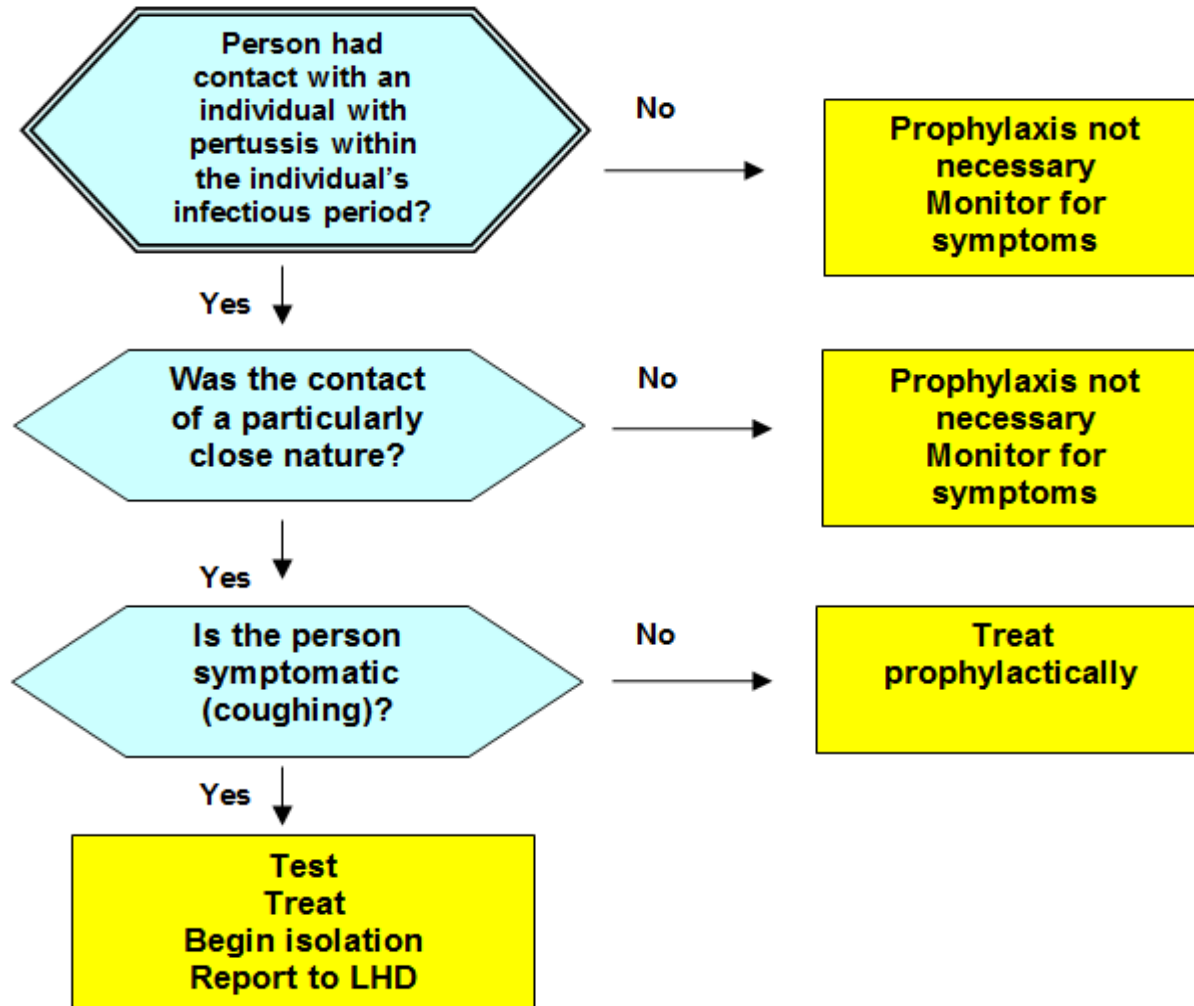 Person had
contact with an
individual with
pertussis within
the individual's
infectious period?
No
Prophylaxis not
necessary
Monitor for
symptoms
Yes
Was the contact
of a particularly
close nature?
No
Prophylaxis not
necessary
Monitor for
symptoms
Yes
Is the person
symptomatic
(coughing)?
No
Treat
prophylactically
Yes
Test
Treat
Begin isolation
Report to LHD